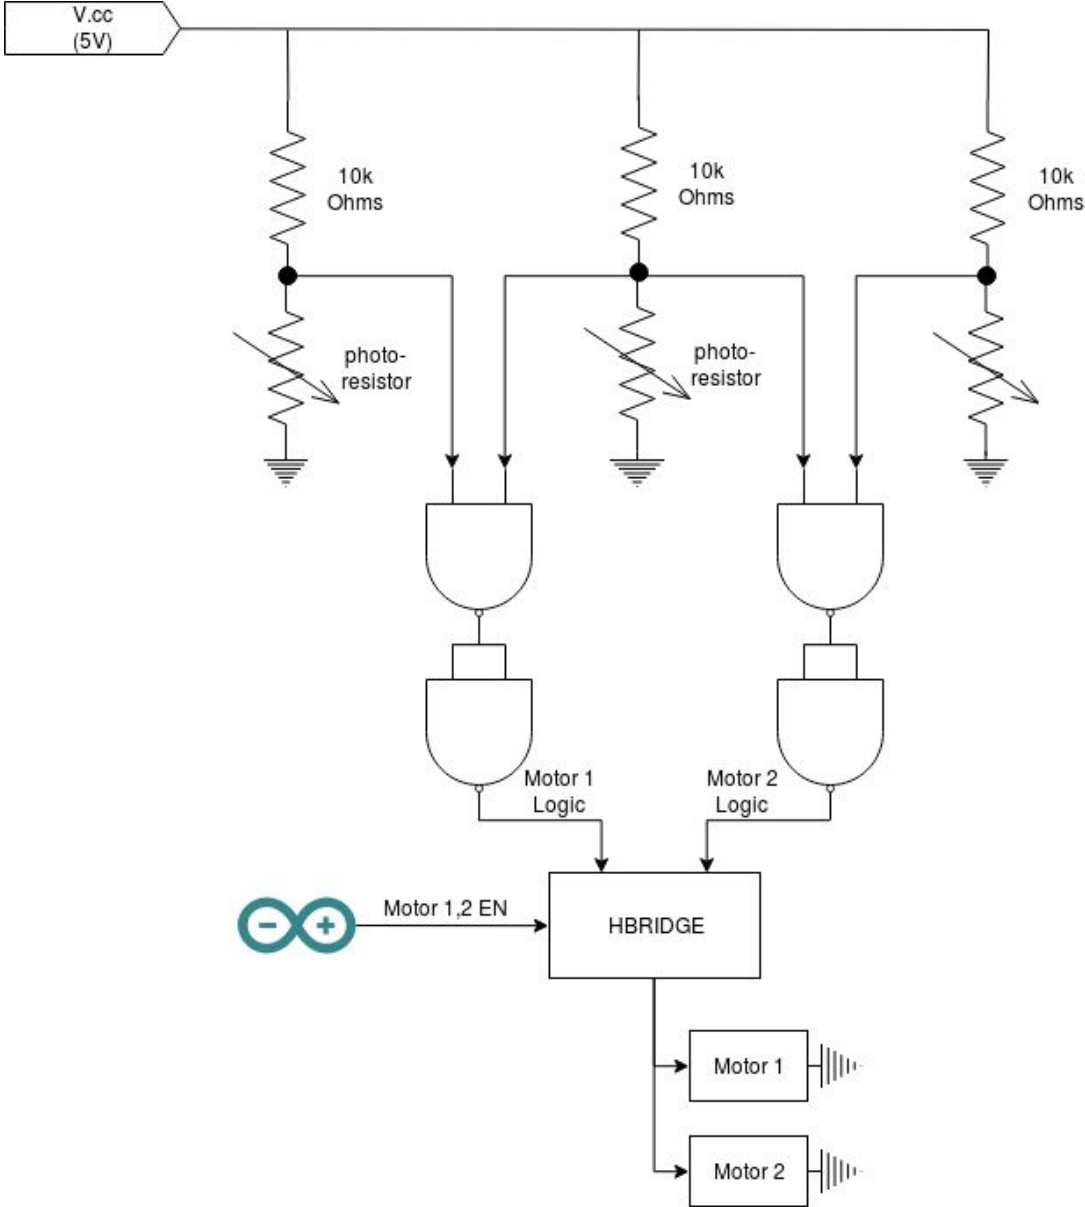 V.cc
(5V)
10k
Ohms
10k
Ohms
10k
Ohms
photo-
resistor
photo-
resistor
Motor 1
Logic
Motor 2
Logic
Motor 1,2 EN
HBRIDGE
Motor 1
Motor 2